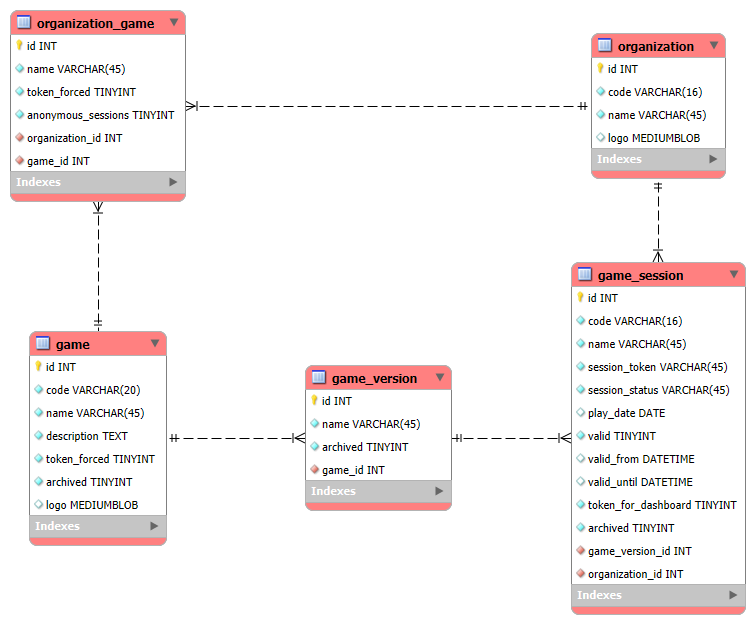 organization_game
id INT
name VARCHAR(45)
token_forced TINYINT
anonymous_sessions TINYINT
organization_id INT
game_id INT
Indexes
organization
id INT
code VARCHAR(16)
name VARCHAR(45)
logo MEDIUMBLOB
Indexes
game
id INT
code VARCHAR(20)
name VARCHAR(45)
description TEXT
token_forced TINYINT
archived TINYINT
logo MEDIUMBLOB
Indexes
game_version
id INT
name VARCHAR(45)
archived TINYINT
game_id INT
Indexes
game_session
id INT
code VARCHAR(16)
name VARCHAR(45)
session_token VARCHAR(45)
session_status VARCHAR(45)
play_date DATE
valid TINYINT
valid_from DATETIME
valid_until DATETIME
token_for_dashboard TINYINT
archived TINYINT
game_version_id INT
organization_id INT
Indexes